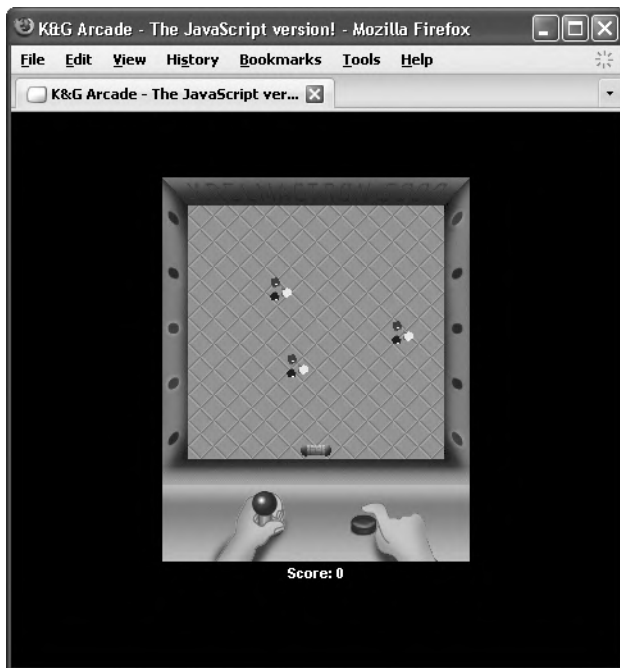 K&G Arcade - The JavaScript version! - Mozilla Firefox
File Edit View History Bookmarks Tools Help
K&G Arcade - The JavaScript ver...
Score: 0